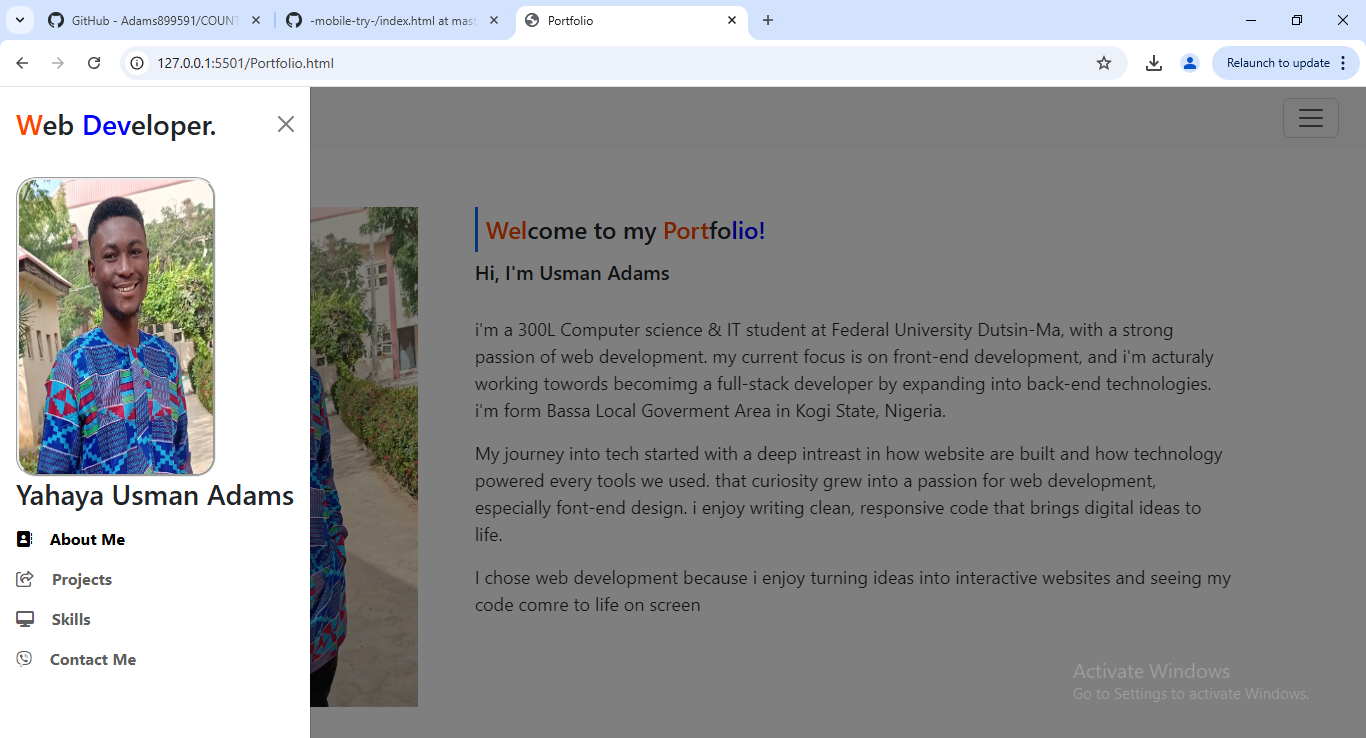 GitHub - Adams899591/COUNT
-mobile-try-/index.html at mast
Portfolio
127.0.0.1:5501/Portfolio.html
Relaunch to update
Web Developer.
Yahaya Usman Adams
About Me
Projects
Skills
Contact Me
Welcome to my Portfolio!
Hi, I'm Usman Adams
i'm a 300L Computer science & IT student at Federal University Dutsin-Ma, with a strong
passion of web development. my current focus is on front-end development, and i'm acturaly
working towords becomimg a full-stack developer by expanding into back-end technologies.
i'm form Bassa Local Goverment Area in Kogi State, Nigeria.
My journey into tech started with a deep intreast in how website are built and how technology
powered every tools we used. that curiosity grew into a passion for web development,
especially font-end design. i enjoy writing clean, responsive code that brings digital ideas to
life.
I chose web development because i enjoy turning ideas into interactive websites and seeing my
code comre to life on screen
Activate Windows
Go to Settings to activate Windows.